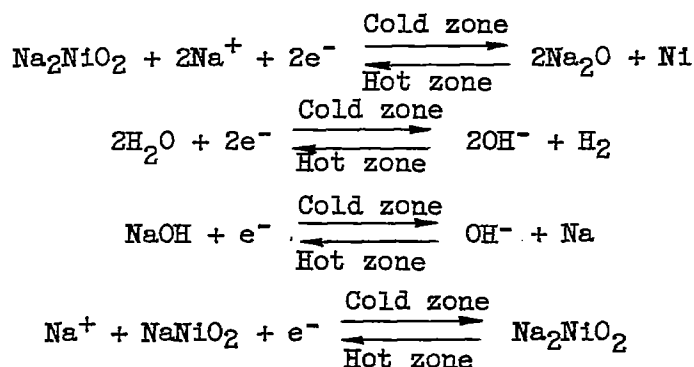 Cold zone
Na₂NiO₂ + 2Na⁺ + 2e⁻ ⇌ 2Na₂O + Ni
Hot zone
Cold zone
2H₂O + 2e⁻ ⇌ 2OH⁻ + H₂
Hot zone
Cold zone
NaOH + e⁻ ⇌ OH⁻ + Na
Hot zone
Cold zone
Na⁺ + NaNiO₂ + e⁻ ⇌ Na₂NiO₂
Hot zone